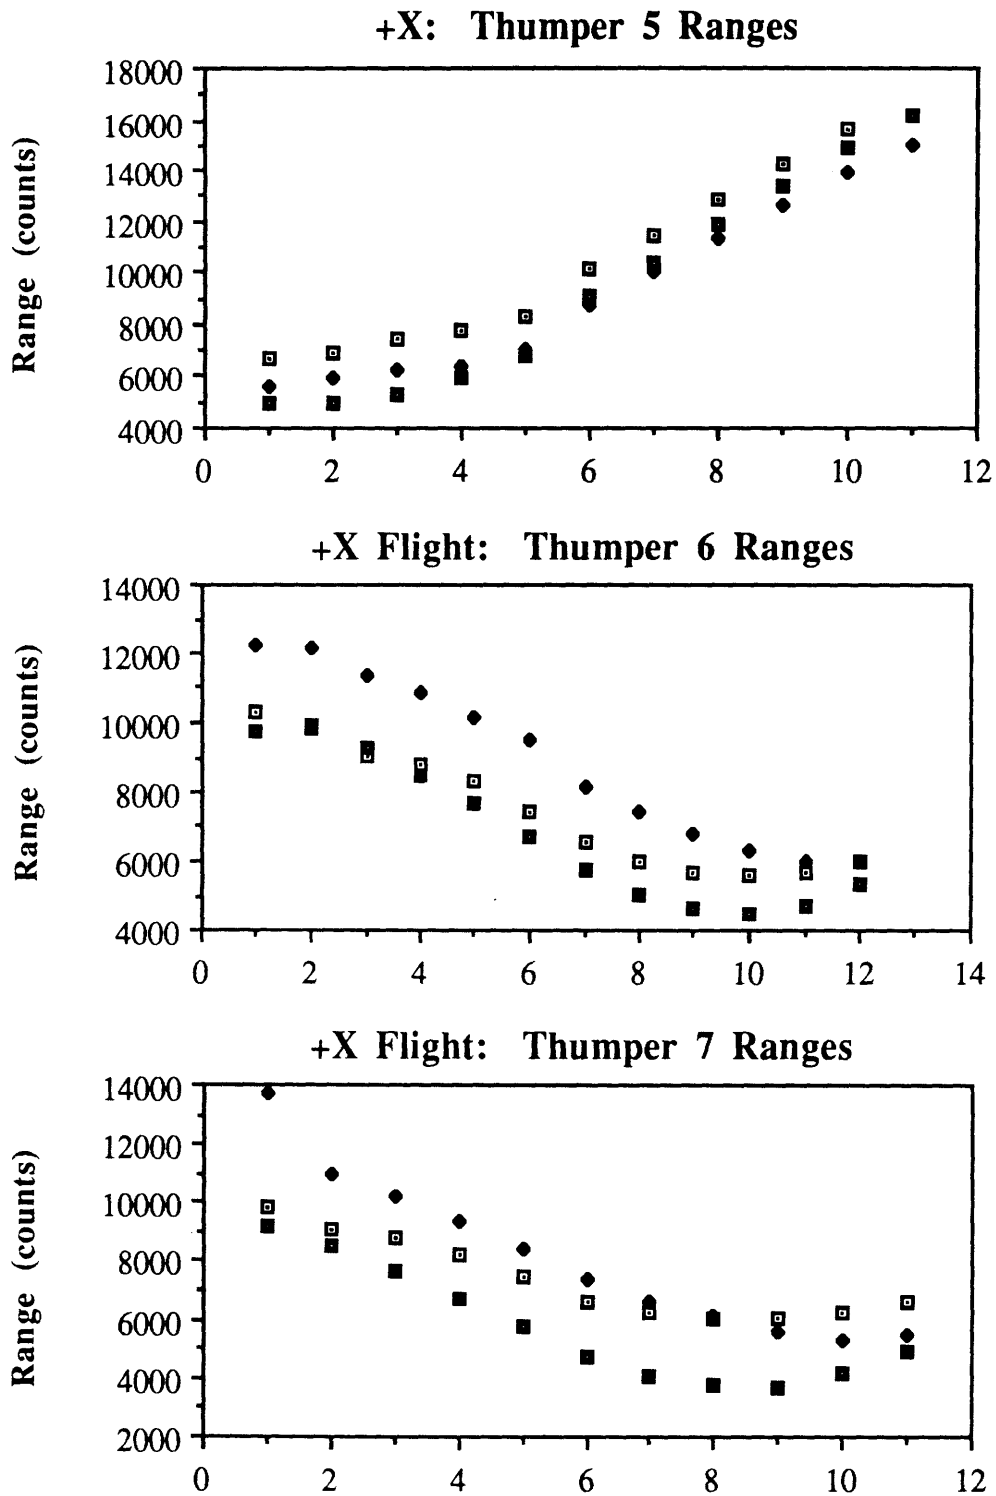 +X: Thumper 5 Ranges
Range (counts)
18000
16000
14000
12000
10000
8000
6000
4000
0 2 4 6 8 10 12
+X Flight: Thumper 6 Ranges
Range (counts)
14000
12000
10000
8000
6000
4000
0 2 4 6 8 10 12 14
+X Flight: Thumper 7 Ranges
Range (counts)
14000
12000
10000
8000
6000
4000
2000
0 2 4 6 8 10 12